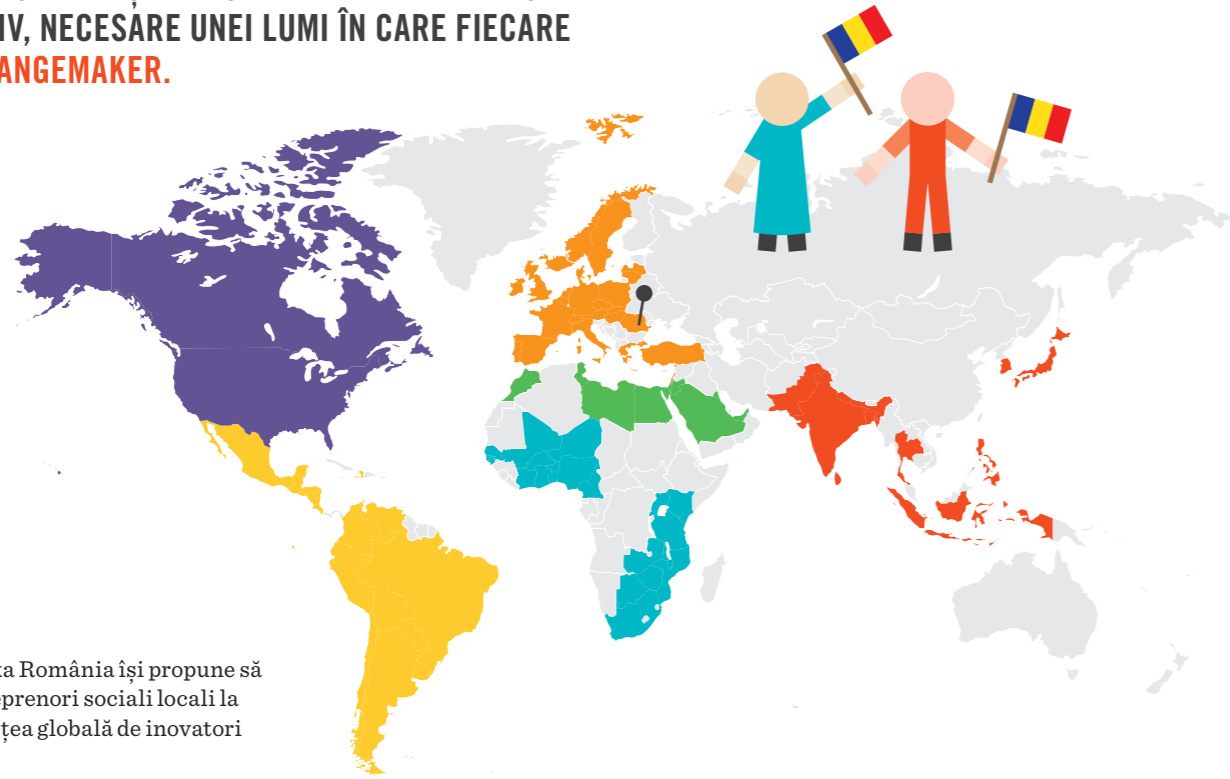 IV, NECESARE UNEI LUMI ÎN CARE FIECARE
ANGEMAKER.
a România își propune să
prenori sociali locali la
țea globală de inovatori